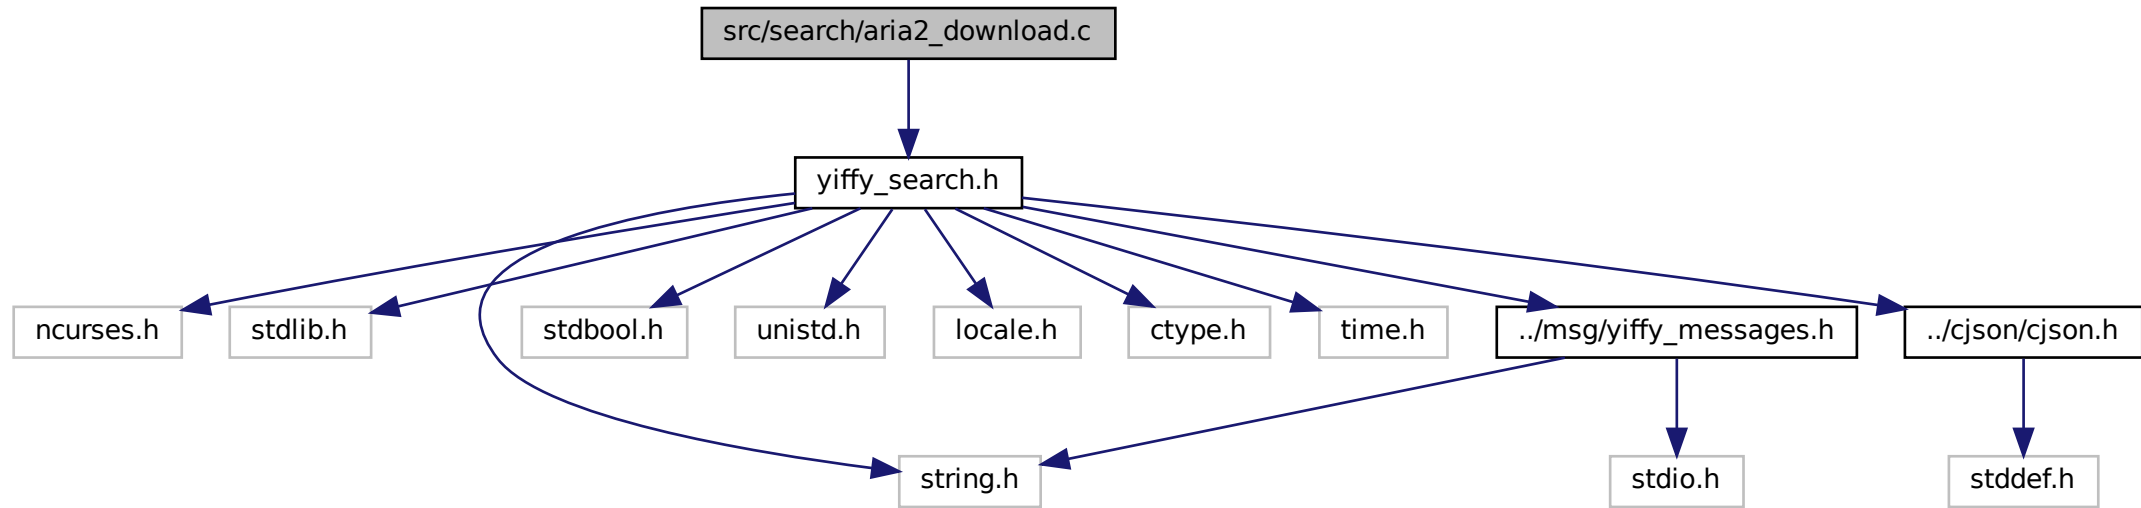 src/search/aria2_download.c
yiffy_search.h
ncurses.h
stdlib.h
stdbool.h
unistd.h
locale.h
ctype.h
time.h
../msg/yiffy_messages.h
../cjson/cjson.h
string.h
stdio.h
stddef.h